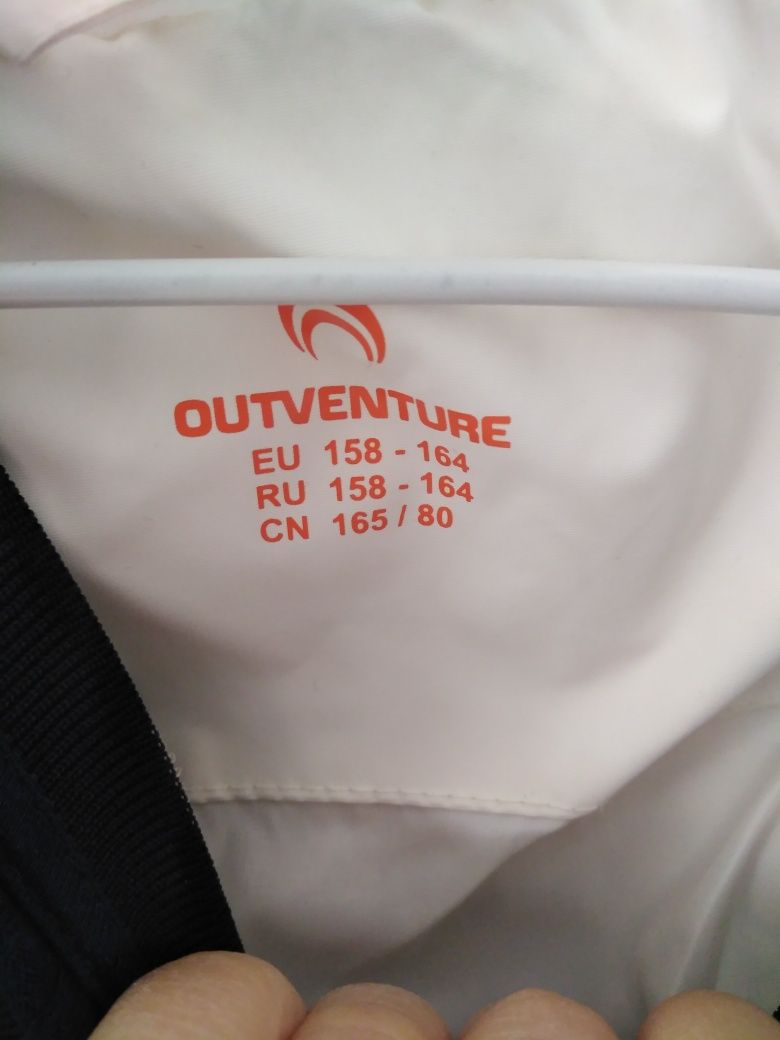 OUTVENTURE
EU 158 - 164
RU 158 - 164
CN 165 / 80